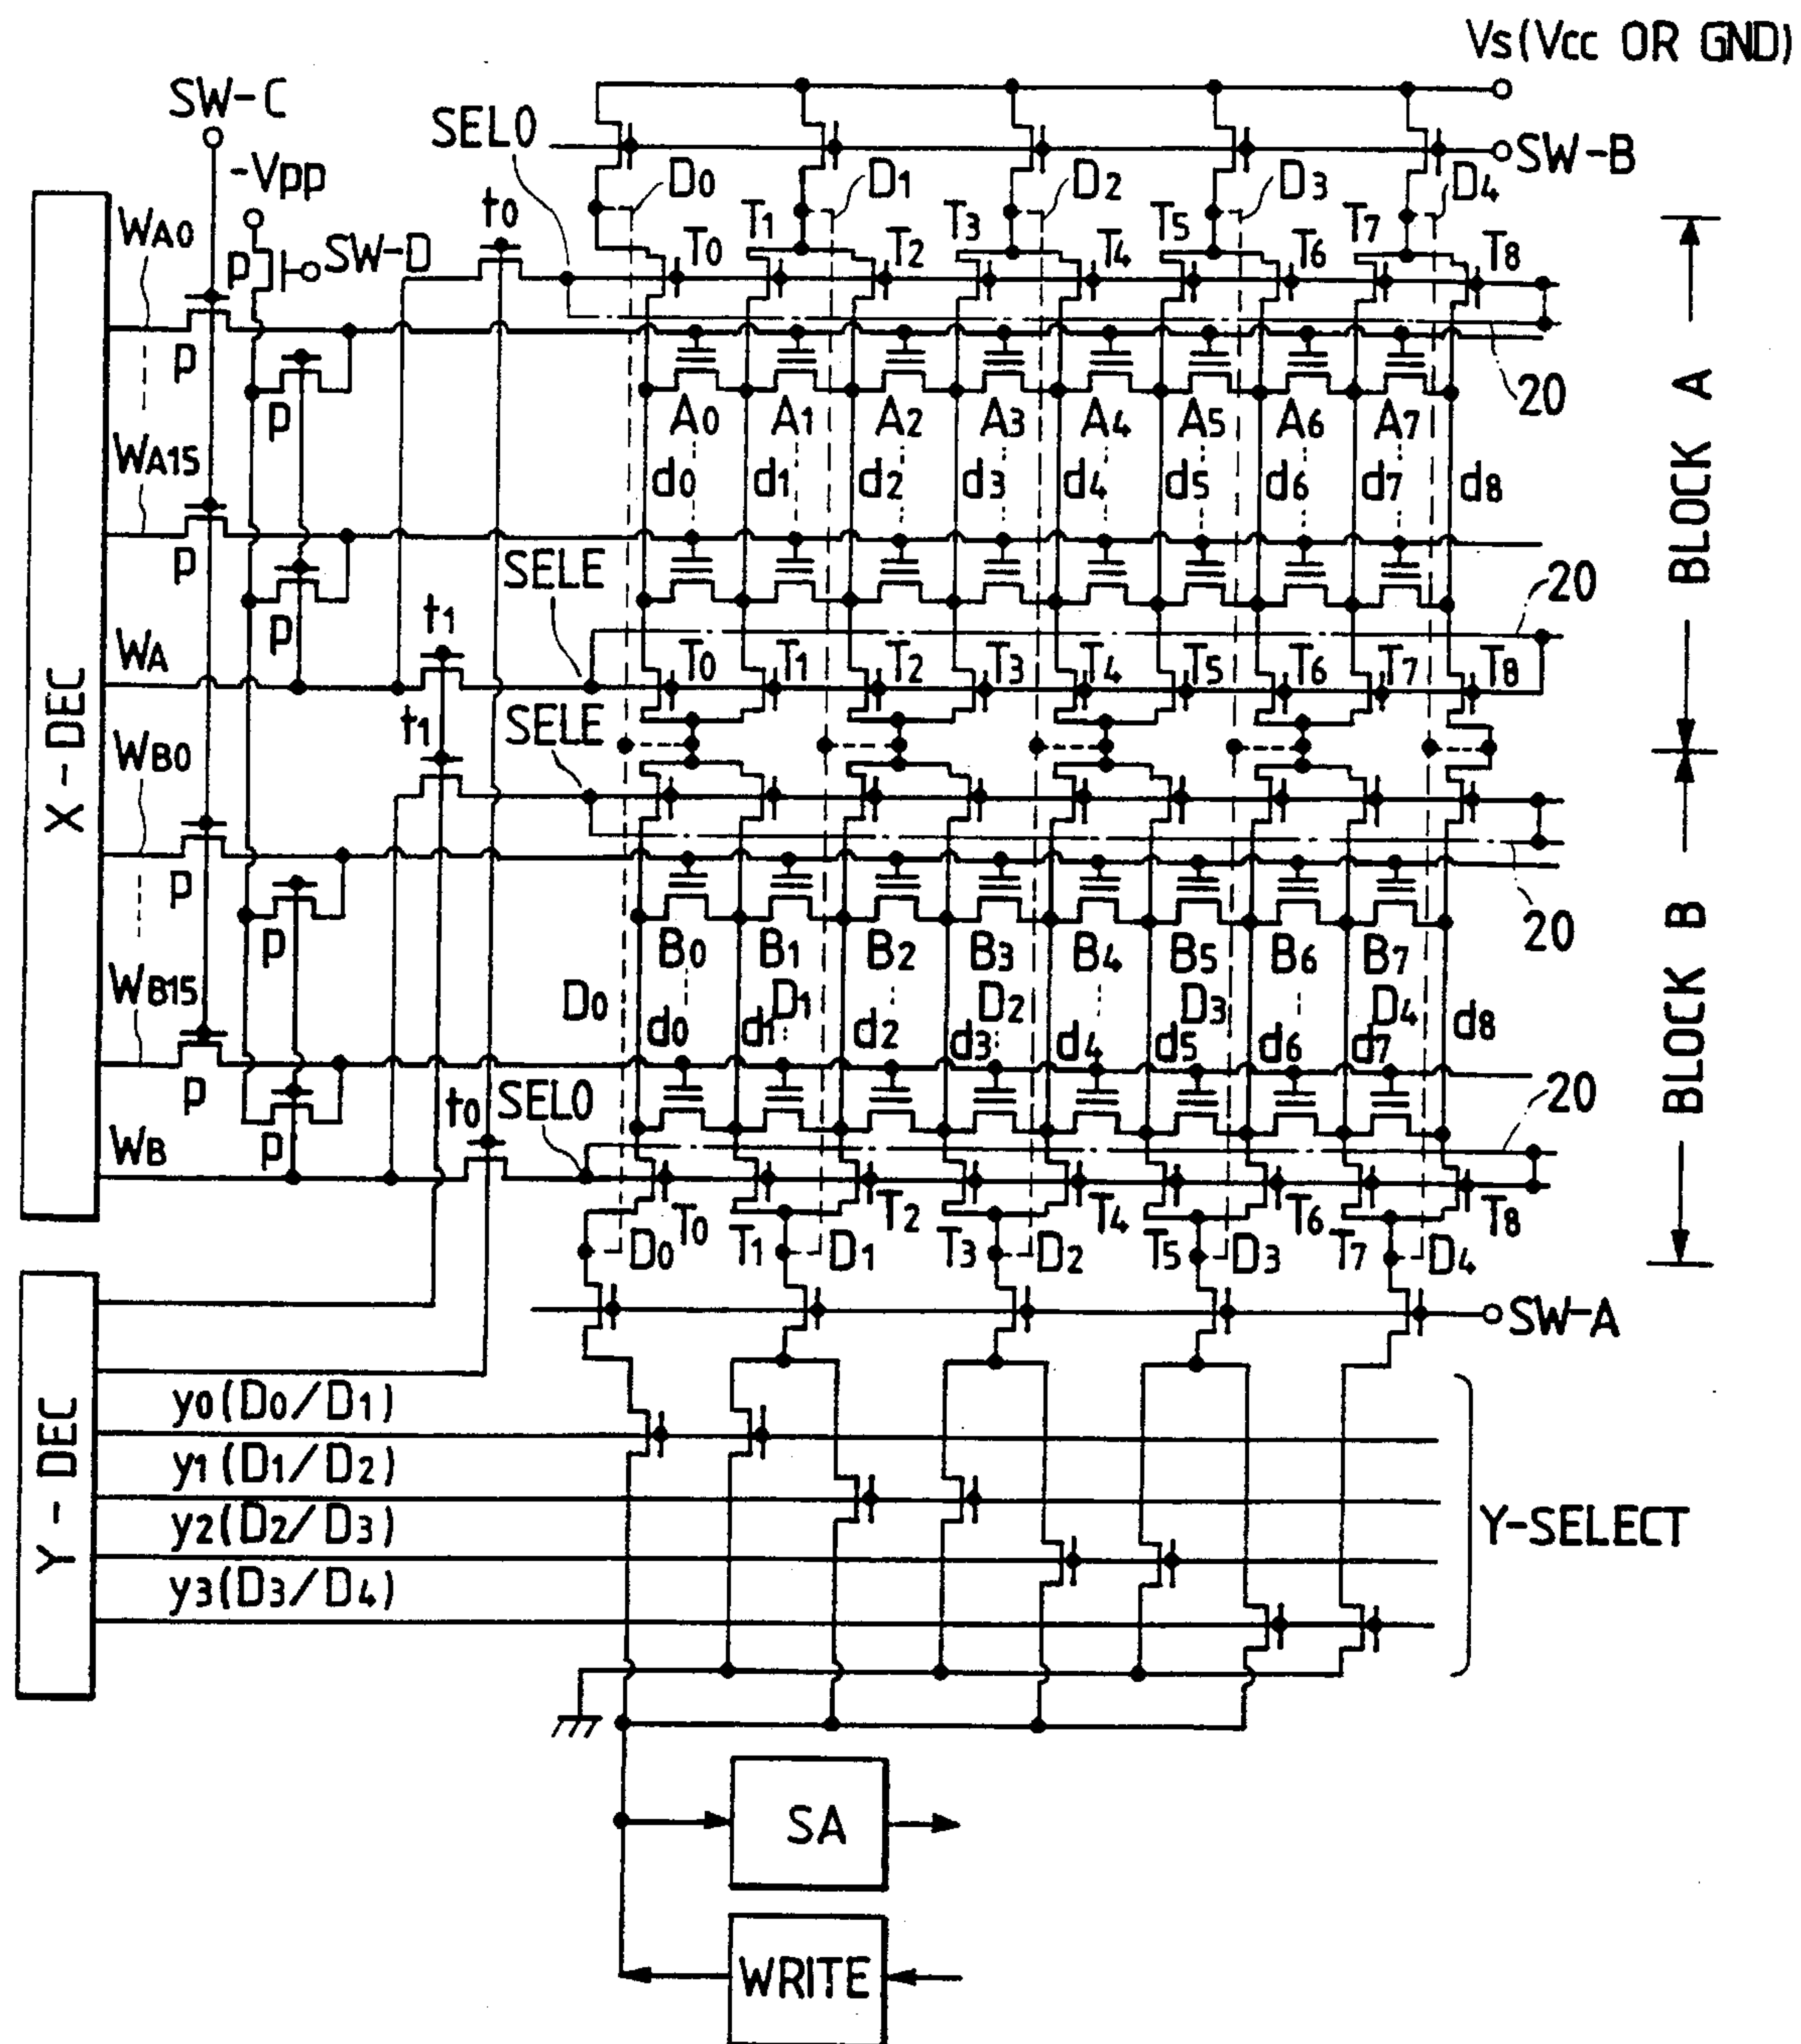 Vs(Vcc OR GND)
SW-C
-Vpp
SEL0
SW-B
D0 D1 D2 D3 D4
WA0
t0
T1 T3 T5 T7
P SW-D
T0 T2 T4 T6 T8
P
P
20
A0 A1 A2 A3 A4 A5 A6 A7
WA15
d0 d1 d2 d3 d4 d5 d6 d7 d8
BLOCK A
P
SELE
20
P
t1
WA
T0 T1 T2 T3 T4 T5 T6 T7 T8
t1
SELE
X-DEC
WB0
P
P
20
B0 B1 B2 B3 B4 B5 B6 B7
WB15
D0 D1 D2 D3 D4
d0 d1 d2 d3 d4 d5 d6 d7 d8
BLOCK B
P
t0
SEL0
20
WB
P
T0 T2 T4 T6 T8
T1 T3 T5 T7
D0 D1 D2 D3 D4
SW-A
Y-DEC
y0(D0/D1)
y1(D1/D2)
y2(D2/D3)
y3(D3/D4)
Y-SELECT
SA
WRITE